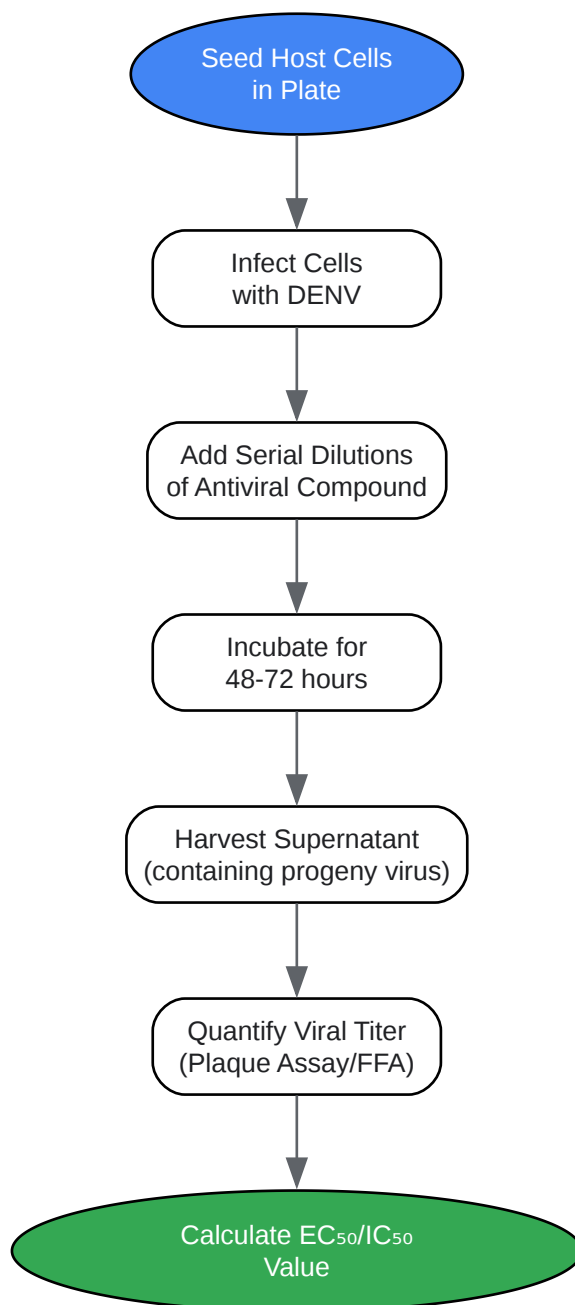 Seed Host Cells
in Plate
Infect Cells
with DENV
Add Serial Dilutions
of Antiviral Compound
Incubate for
48-72 hours
Harvest Supernatant
(containing progeny virus)
Quantify Viral Titer
(Plaque Assay/FFA)
Calculate EC₅₀/IC₅₀
Value